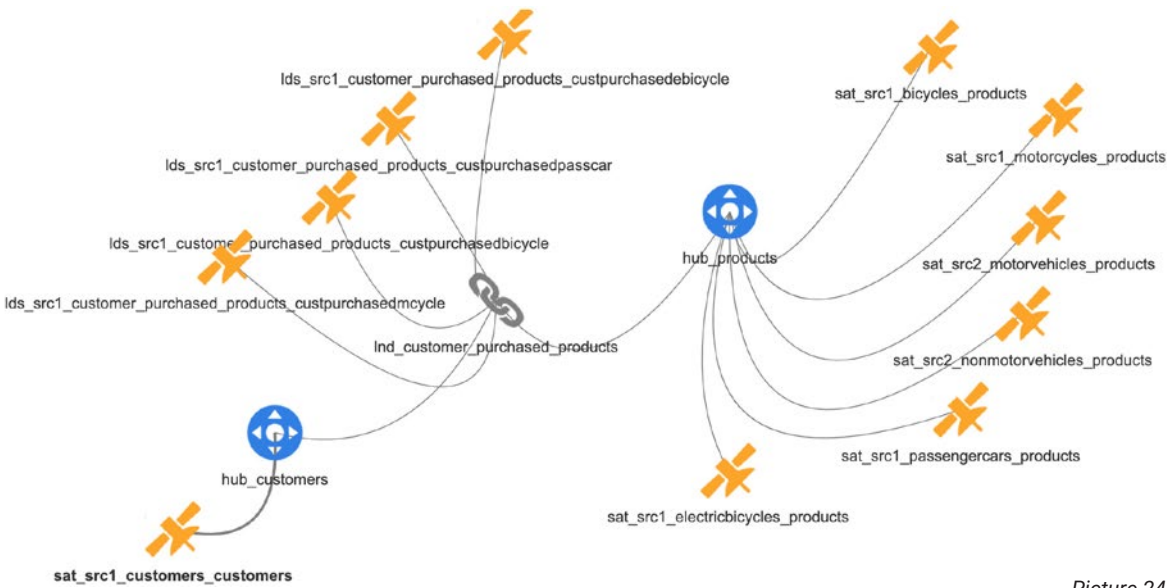 lds_src1_customer_purchased_products_custpurchasedebicycle
sat_src1_bicycles_products
lds_src1_customer_purchased_products_custpurchasedpasscar
sat_src1_motorcycles_products
lds_src1_customer_purchased_products_custpurchasedbicycle
hub_products
sat_src2_motorvehicles_products
lds_src1_customer_purchased_products_custpurchasedmcycle
lnd_customer_purchased_products
sat_src2_nonmotorvehicles_products
sat_src1_passengercars_products
hub_customers
sat_src1_electricbicycles_products
sat_src1_customers_customers
Picture 24